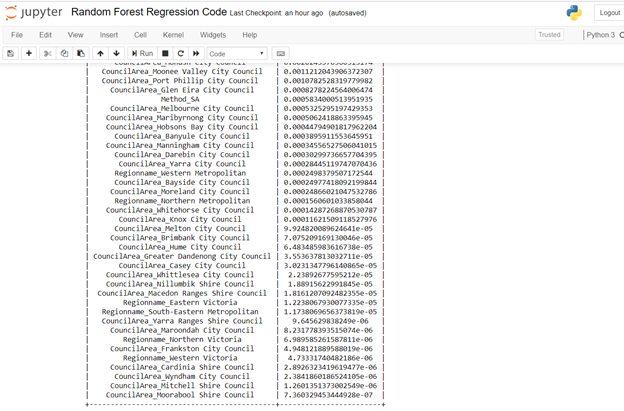 jupyter Random Forest Regression Code Last Checkpoint: an hour ago (autosaved)
Logout
File Edit View Insert Cell Kernel Widgets Help Trusted Python 3
Run Code
| CouncilArea_Monash City Council |
| CouncilArea_Moonee Valley City Council | 0.0011212043906372307 |
| CouncilArea_Port Phillip City Council | 0.0010782528319779982 |
| CouncilArea_Glen Eira City Council | 0.0008278224564006474 |
| Method_SA | 0.0005834000513951935 |
| CouncilArea_Melbourne City Council | 0.0005325295197429353 |
| CouncilArea_Maribyrnong City Council | 0.0005062418863395945 |
| CouncilArea_Hobsons Bay City Council | 0.00044794901817962204 |
| CouncilArea_Banyule City Council | 0.0003895911553645951 |
| CouncilArea_Manningham City Council | 0.00034556527506041015 |
| CouncilArea_Darebin City Council | 0.00030299736657704395 |
| CouncilArea_Yarra City Council | 0.00028445119747070436 |
| Regionname_Western Metropolitan | 0.0002498379507172544 |
| CouncilArea_Bayside City Council | 0.00024977418092199844 |
| CouncilArea_Moreland City Council | 0.00024866021047532786 |
| Regionname_Northern Metropolitan | 0.0001560601033858044 |
| CouncilArea_Whitehorse City Council | 0.00014287268870530787 |
| CouncilArea_Knox City Council | 0.00011621509118527976 |
| CouncilArea_Melton City Council | 9.924820089624641e-05 |
| CouncilArea_Brimbank City Council | 7.075209169130046e-05 |
| CouncilArea_Hume City Council | 6.483485983616738e-05 |
| CouncilArea_Greater Dandenong City Council | 3.553637813032711e-05 |
| CouncilArea_Casey City Council | 3.0231347796140865e-05 |
| CouncilArea_Whittlesea City Council | 2.23892677595212e-05 |
| CouncilArea_Nillumbik Shire Council | 1.88915622991845e-05 |
| CouncilArea_Macedon Ranges Shire Council | 1.8161207092482355e-05 |
| Regionname_Eastern Victoria | 1.2238067930077335e-05 |
| Regionname_South-Eastern Metropolitan | 1.1738069656373819e-05 |
| CouncilArea_Yarra Ranges Shire Council | 9.645629838249e-06 |
| CouncilArea_Maroondah City Council | 8.231778393515074e-06 |
| Regionname_Northern Victoria | 6.989585261587811e-06 |
| CouncilArea_Frankston City Council | 4.948121889588019e-06 |
| Regionname_Western Victoria | 4.73331740482186e-06 |
| CouncilArea_Cardinia Shire Council | 2.8926323419619477e-06 |
| CouncilArea_Wyndham City Council | 2.3841860186524105e-06 |
| CouncilArea_Mitchell Shire Council | 1.2601351373002549e-06 |
| CouncilArea_Moorabool Shire Council | 7.360329453444928e-07 |